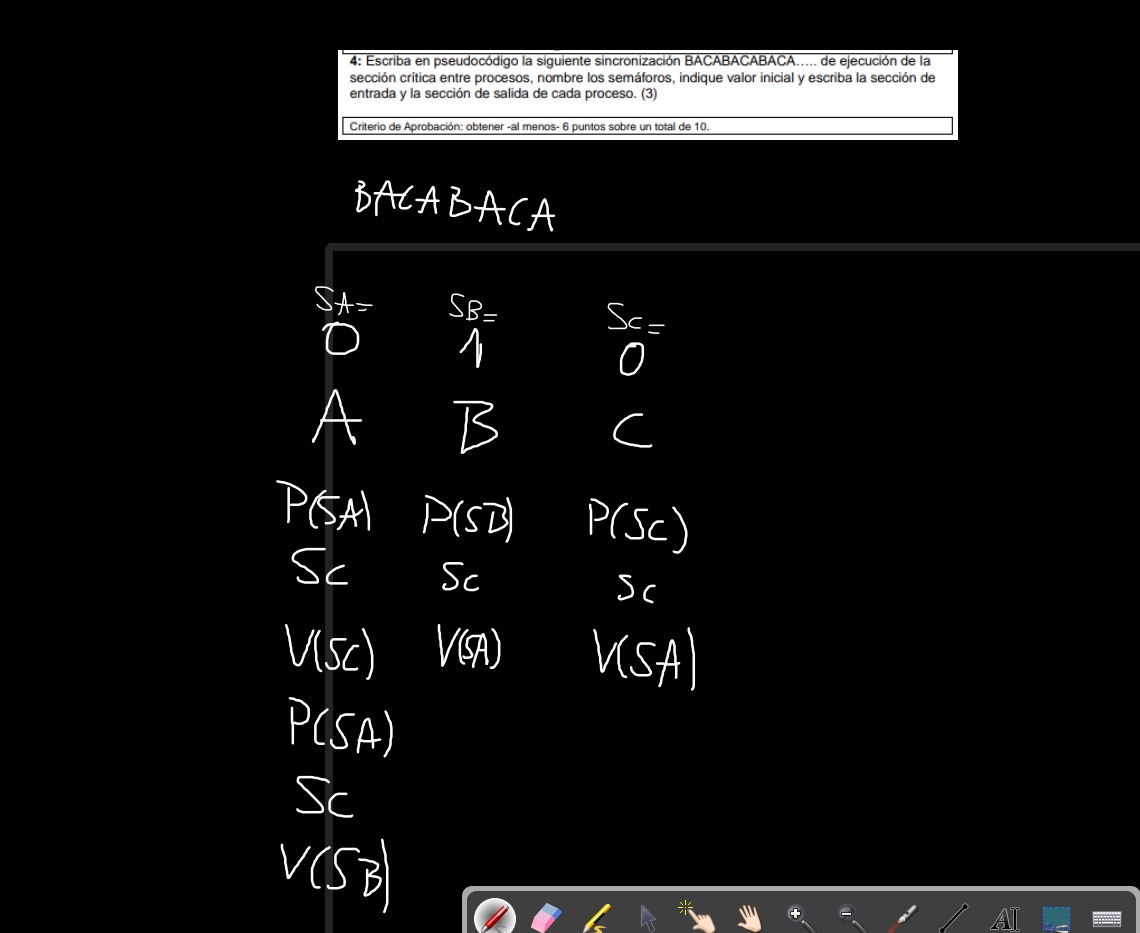 4: Escriba en pseudocódigo la siguiente sincronización BACABACABACA….. de ejecución de la
sección crítica entre procesos, nombre los semáforos, indique valor inicial y escriba la sección de
entrada y la sección de salida de cada proceso. (3)
Criterio de Aprobación: obtener -al menos- 6 puntos sobre un total de 10.
BACABACA
SA= SB= SC=
0 1 0
A B C
P(SA) P(SB) P(SC)
SC SC SC
V(SC) V(SA) V(SA)
P(SA)
SC
V(SB)
AI